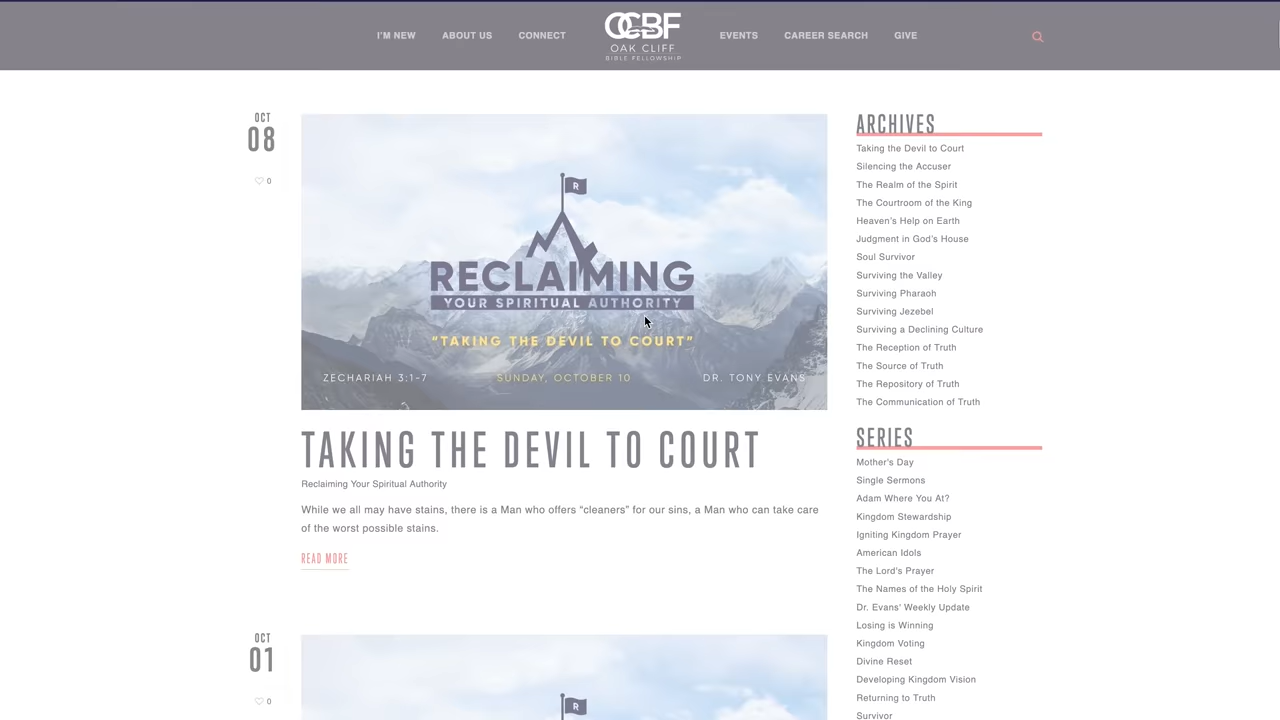 I'M NEW
ABOUT US
CONNECT
OCBF
OAK CLIFF
BIBLE FELLOWSHIP
EVENTS
CAREER SEARCH
GIVE
OCT
08
0
R
RECLAIMING
YOUR SPIRITUAL AUTHORITY
“TAKING THE DEVIL TO COURT”
ZECHARIAH 3:1-7
SUNDAY, OCTOBER 10
DR. TONY EVANS
TAKING THE DEVIL TO COURT
Reclaiming Your Spiritual Authority
While we all may have stains, there is a Man who offers “cleaners” for our sins, a Man who can take care
of the worst possible stains.
READ MORE
OCT
01
0
R
ARCHIVES
Taking the Devil to Court
Silencing the Accuser
The Realm of the Spirit
The Courtroom of the King
Heaven’s Help on Earth
Judgment in God’s House
Soul Survivor
Surviving the Valley
Surviving Pharaoh
Surviving Jezebel
Surviving a Declining Culture
The Reception of Truth
The Source of Truth
The Repository of Truth
The Communication of Truth
SERIES
Mother's Day
Single Sermons
Adam Where You At?
Kingdom Stewardship
Igniting Kingdom Prayer
American Idols
The Lord's Prayer
The Names of the Holy Spirit
Dr. Evans' Weekly Update
Losing is Winning
Kingdom Voting
Divine Reset
Developing Kingdom Vision
Returning to Truth
Survivor